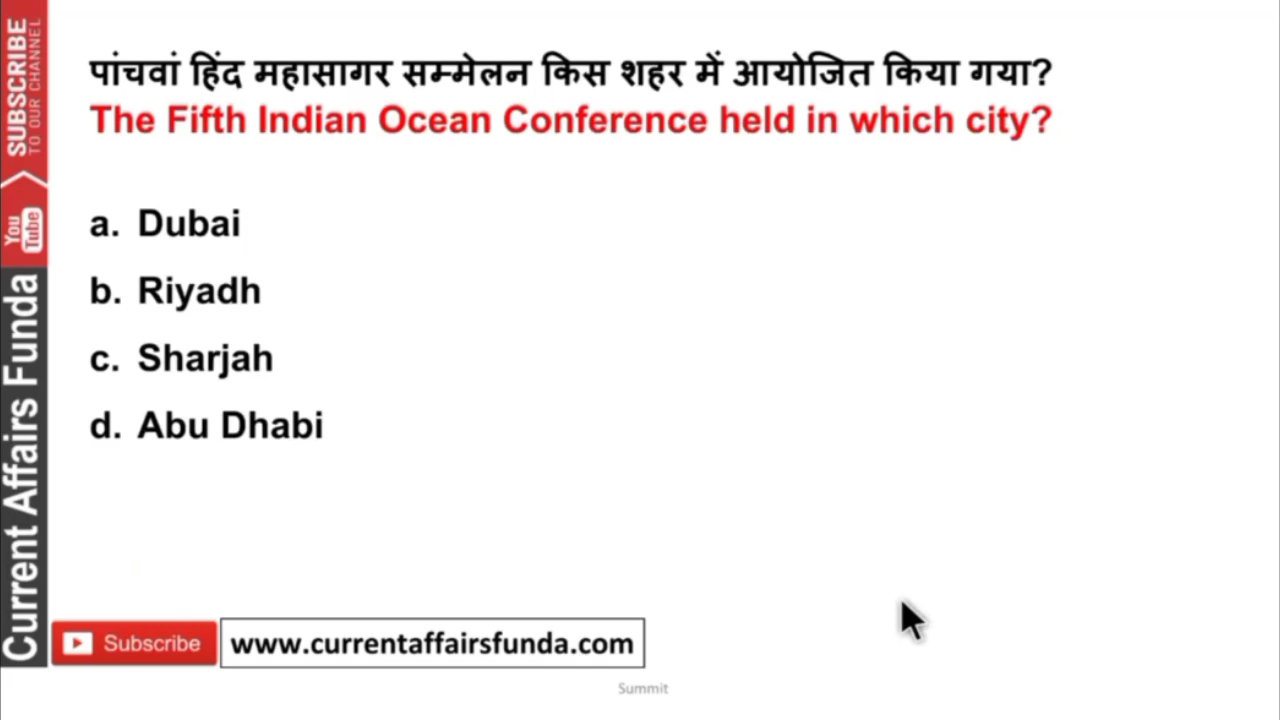 पांचवां हिंद महासागर सम्मेलन किस शहर में आयोजित किया गया?
The Fifth Indian Ocean Conference held in which city?
a. Dubai
b. Riyadh
c. Sharjah
d. Abu Dhabi
SUBSCRIBE
TO OUR CHANNEL
You
Tube
Current Affairs Funda
Subscribe
www.currentaffairsfunda.com
Summit